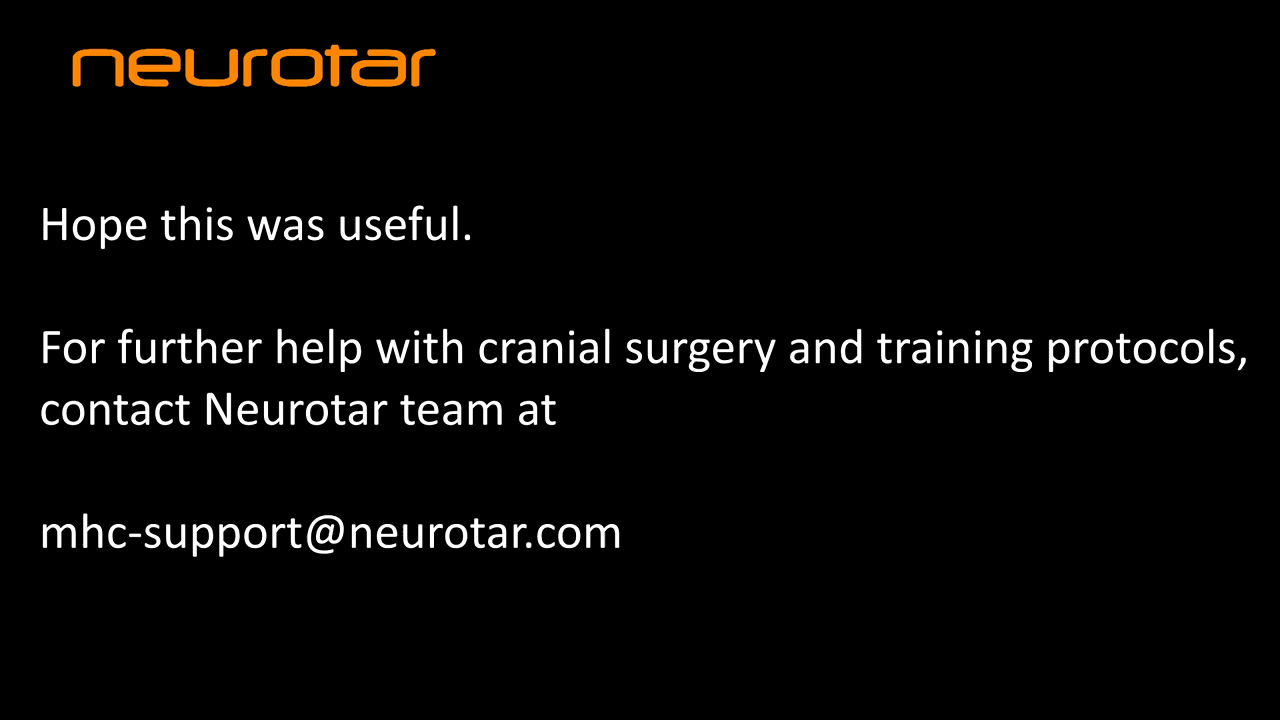 neurotar
Hope this was useful.
For further help with cranial surgery and training protocols,
contact Neurotar team at
mhc-support@neurotar.com